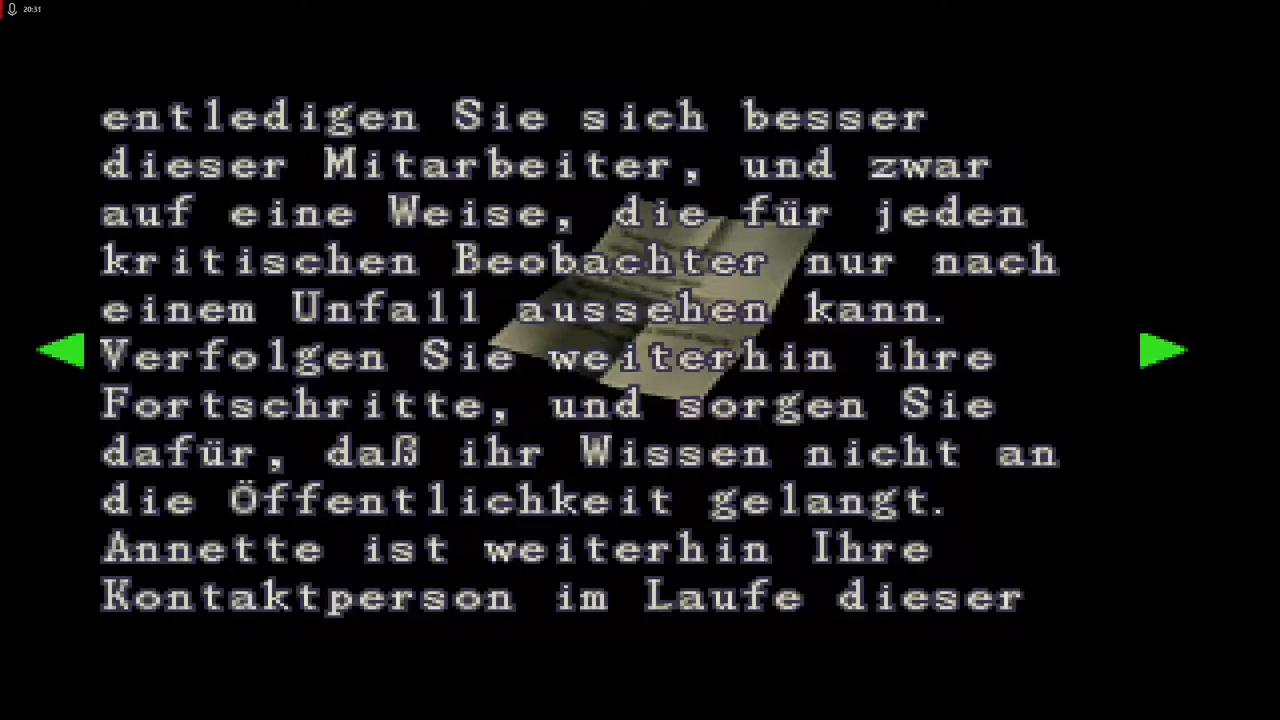 20:31
entledigen Sie sich besser
dieser Mitarbeiter, und zwar
auf eine Weise, die für jeden
kritischen Beobachter nur nach
einem Unfall aussehen kann.
Verfolgen Sie weiterhin ihre
Fortschritte, und sorgen Sie
dafür, daß ihr Wissen nicht an
die Öffentlichkeit gelangt.
Annette ist weiterhin Ihre
Kontaktperson im Laufe dieser